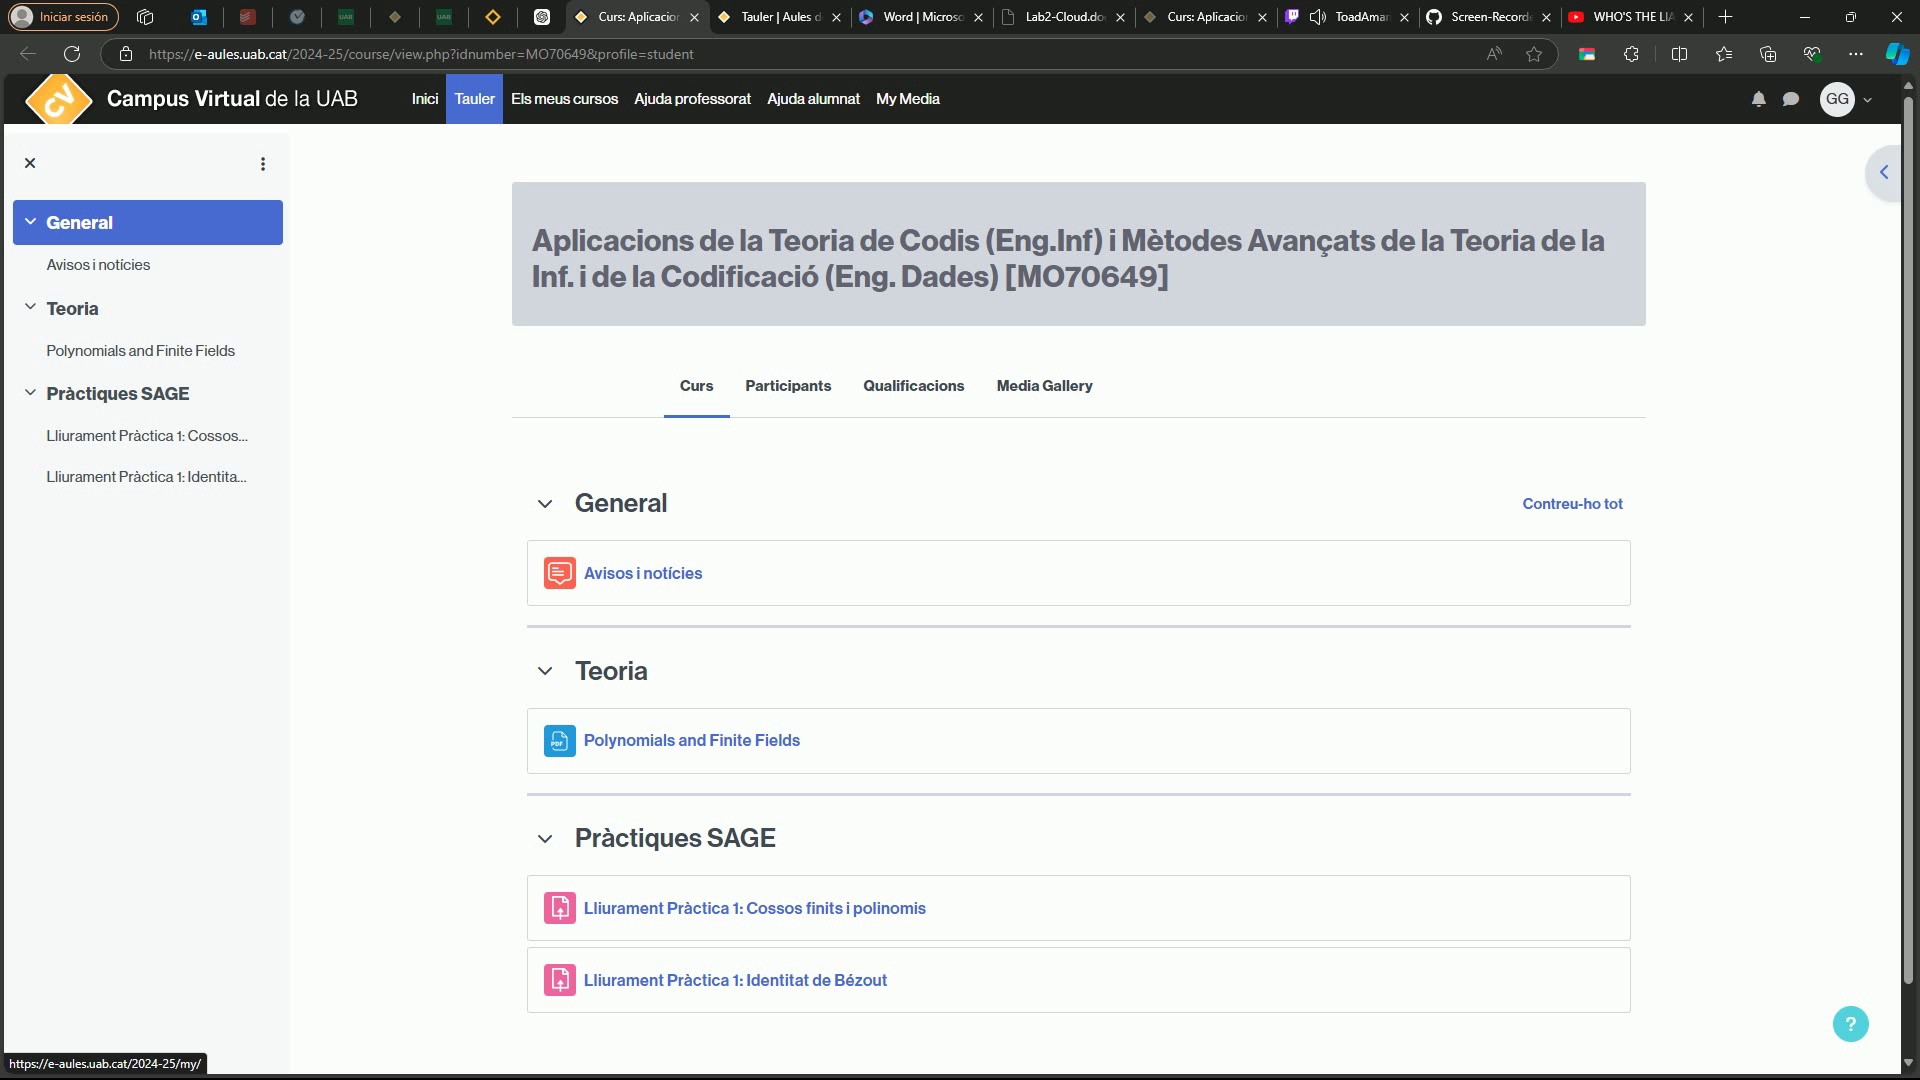 Iniciar sesión
Curs: Aplicacion
Tauler | Aules d
Word | Microso
Lab2-Cloud.do
Curs: Aplicacion
ToadAmar
Screen-Recorde
WHO'S THE LIA
https://e-aules.uab.cat/2024-25/course/view.php?idnumber=MO70649&profile=student
CV
Campus Virtual de la UAB
Inici
Tauler
Els meus cursos
Ajuda professorat
Ajuda alumnat
My Media
GG
General
Avisos i notícies
Teoria
Polynomials and Finite Fields
Pràctiques SAGE
Lliurament Pràctica 1: Cossos...
Lliurament Pràctica 1: Identita...
Aplicacions de la Teoria de Codis (Eng.Inf) i Mètodes Avançats de la Teoria de la
Inf. i de la Codificació (Eng. Dades) [MO70649]
Curs
Participants
Qualificacions
Media Gallery
General
Contreu-ho tot
Avisos i notícies
Teoria
PDF
Polynomials and Finite Fields
Pràctiques SAGE
Lliurament Pràctica 1: Cossos finits i polinomis
Lliurament Pràctica 1: Identitat de Bézout
?
https://e-aules.uab.cat/2024-25/my/